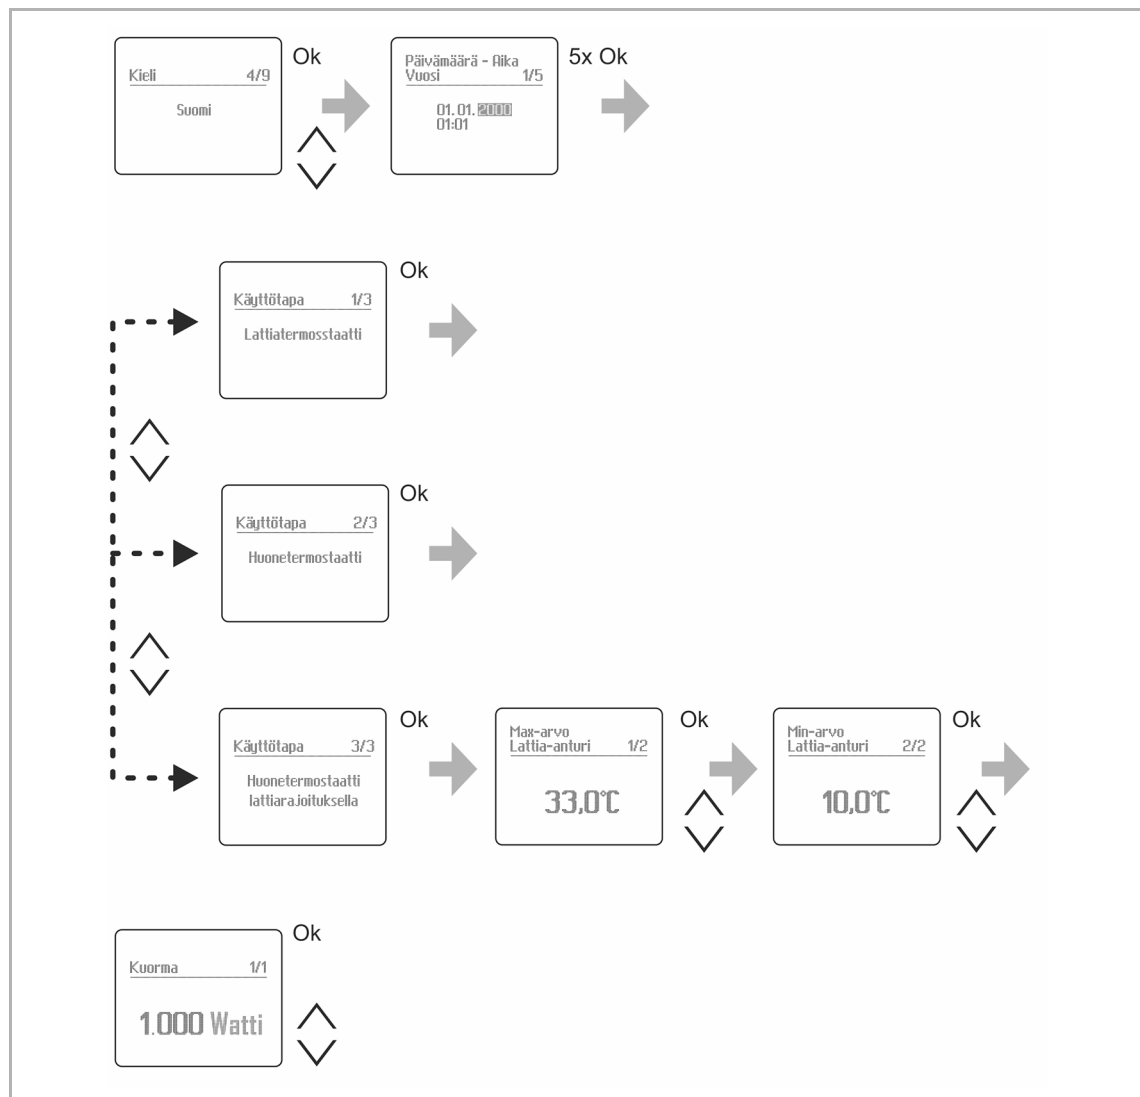 Ok
Kieli 4/9
Suomi
5x Ok
Päivämäärä - Aika
Vuosi 1/5
01.01.2000
01:01
Ok
Käyttötapa 1/3
Lattiatermosstaatti
Ok
Käyttötapa 2/3
Huonetermostaatti
Ok
Käyttötapa 3/3
Huonetermostaatti
lattiarajoituksella
Ok
Max-arvo
Lattia-anturi 1/2
33,0°C
Ok
Min-arvo
Lattia-anturi 2/2
10,0°C
Ok
Kuorma 1/1
1.000 Watti